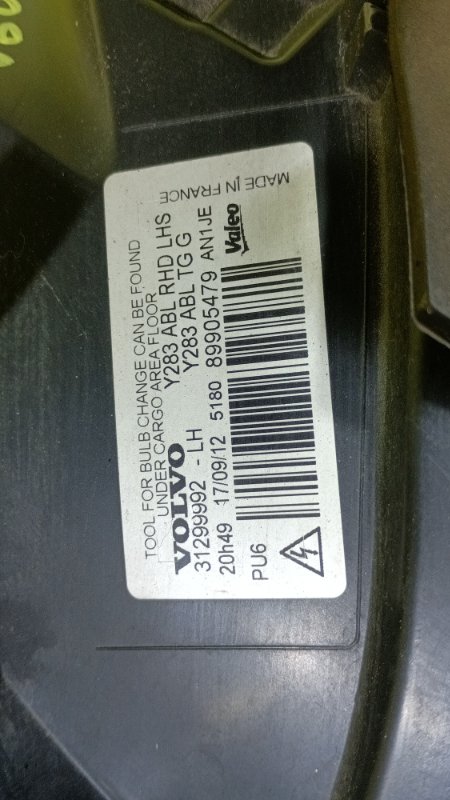 TOOL FOR BULB CHANGE CAN BE FOUND
UNDER CARGO AREA FLOOR
VOLVO Y283 ABL RHD LHS
31299992 - LH Y283 ABL TG G
20h49 17/09/12 5180 89905479 AN1JE
PU6 Valeo
MADE IN FRANCE